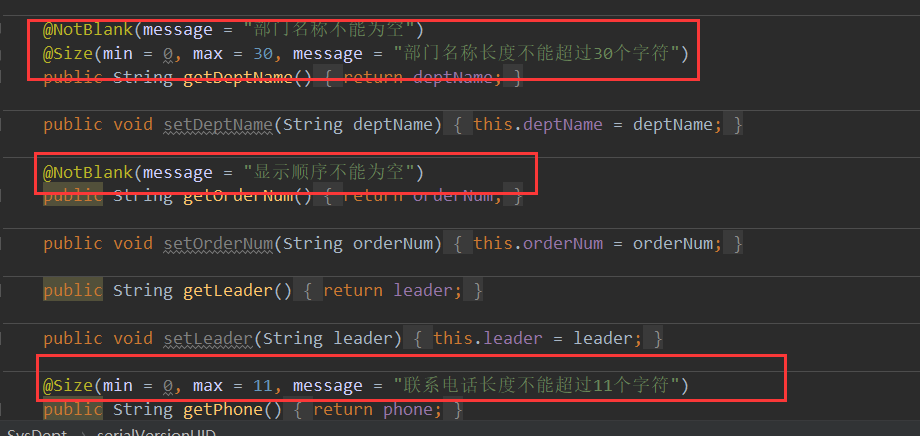 @NotBlank(message = "部门名称不能为空")
@Size(min = 0, max = 30, message = "部门名称长度不能超过30个字符")
public String getDeptName() { return deptName; }
public void setDeptName(String deptName) { this.deptName = deptName; }
@NotBlank(message = "显示顺序不能为空")
public String getOrderNum() { return orderNum; }
public void setOrderNum(String orderNum) { this.orderNum = orderNum; }
public String getLeader() { return leader; }
public void setLeader(String leader) { this.leader = leader; }
@Size(min = 0, max = 11, message = "联系电话长度不能超过11个字符")
public String getPhone() { return phone; }
SysDept › serialVersionUID